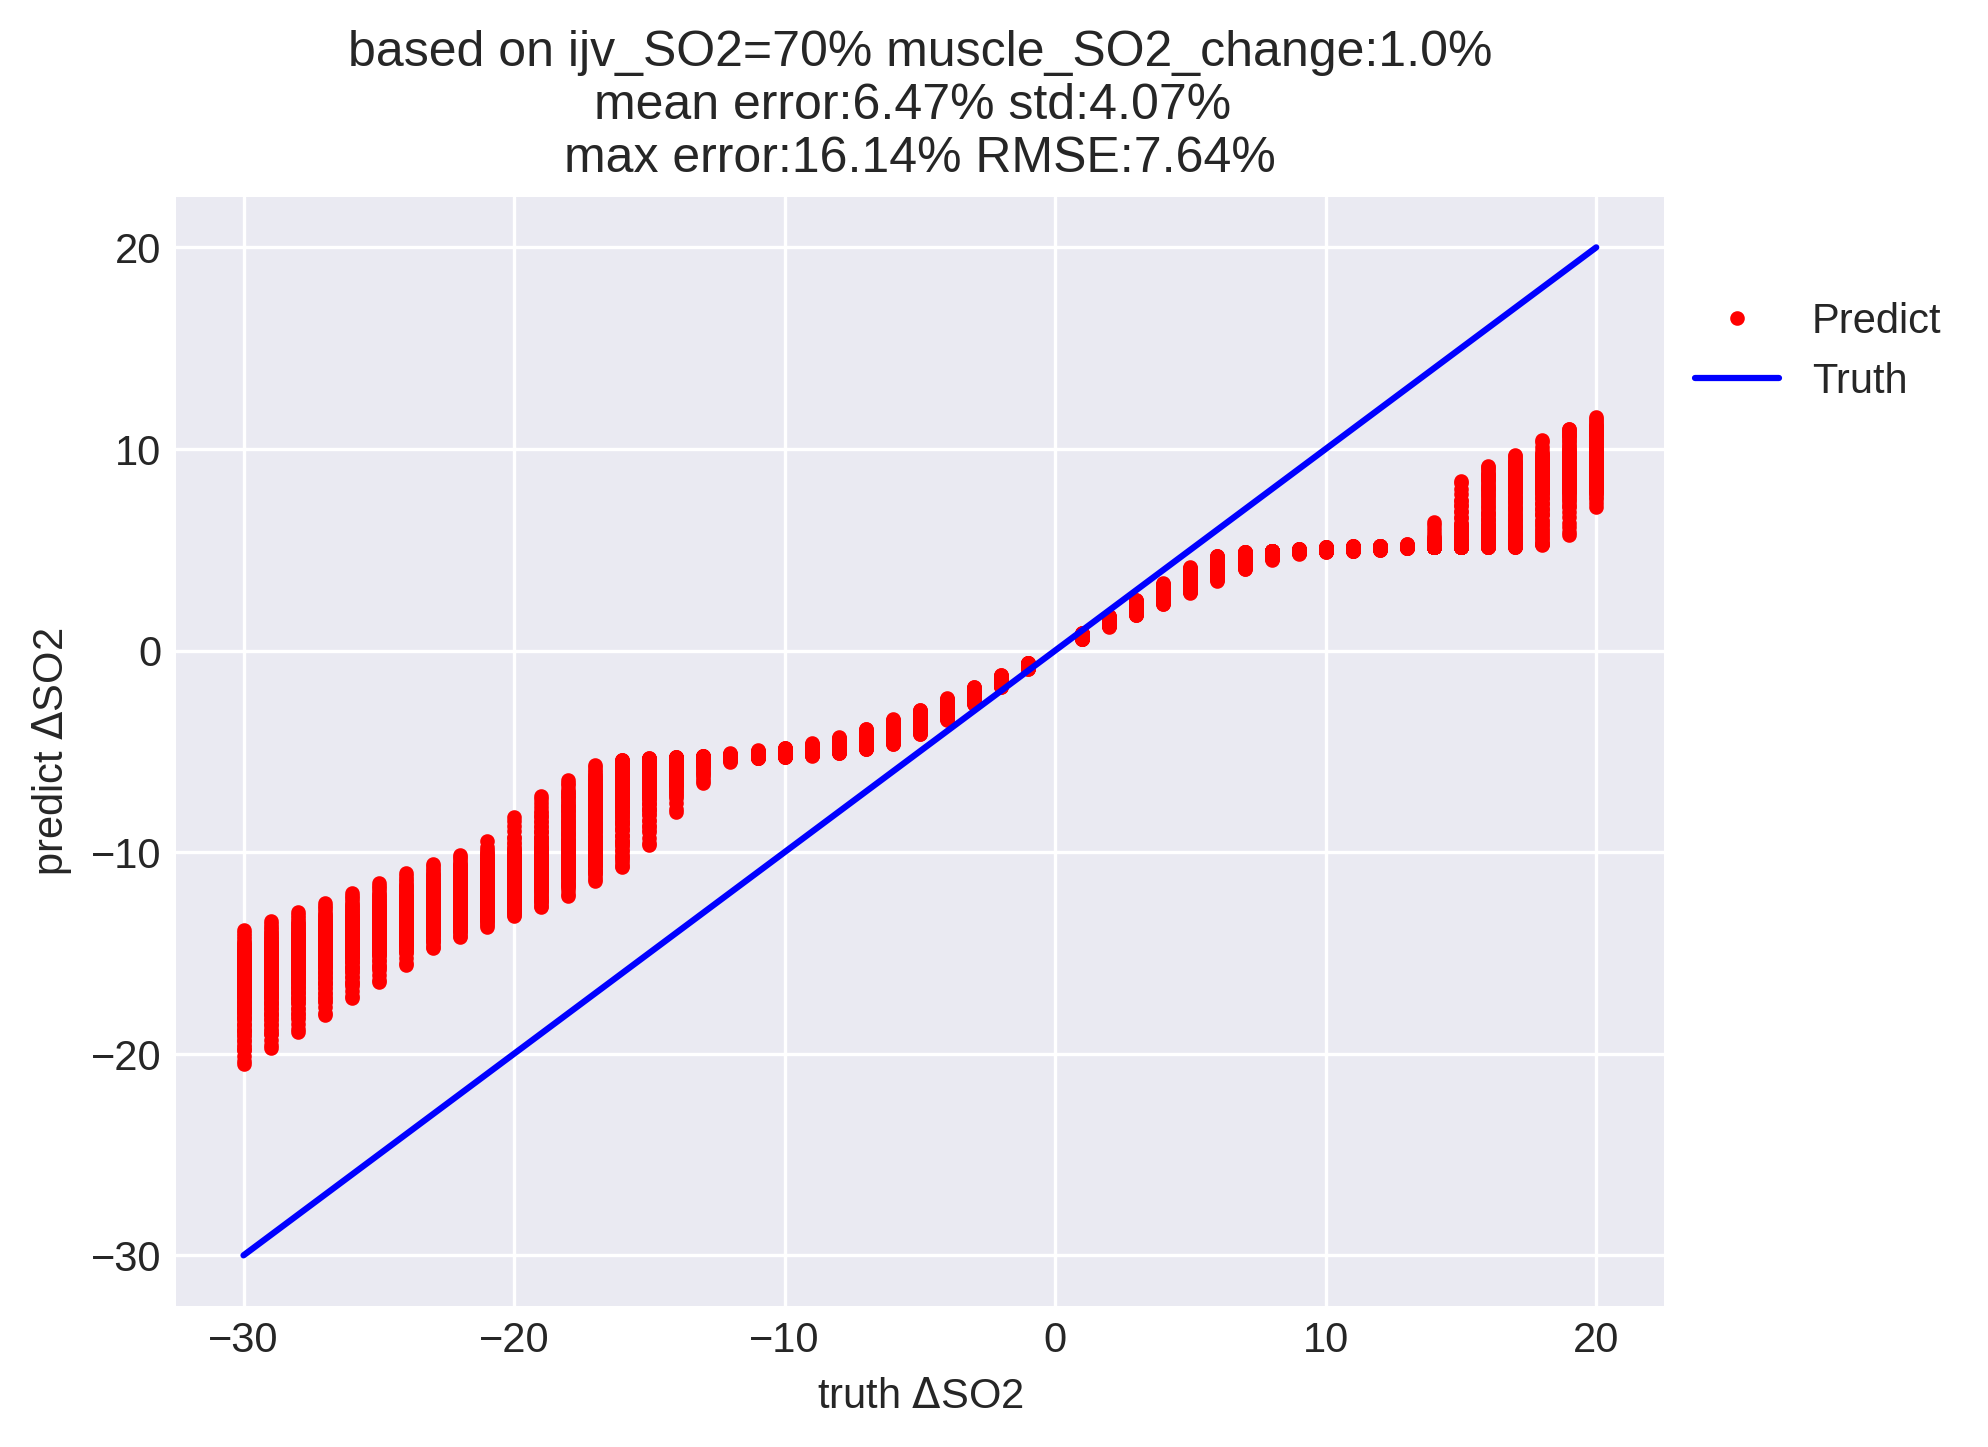 based on ijv_SO2=70% muscle_SO2_change:1.0%
mean error:6.47% std:4.07%
max error:16.14% RMSE:7.64%
20
10
0
−10
−20
−30
predict ΔSO2
−30
−20
−10
0
10
20
truth ΔSO2
Predict
Truth